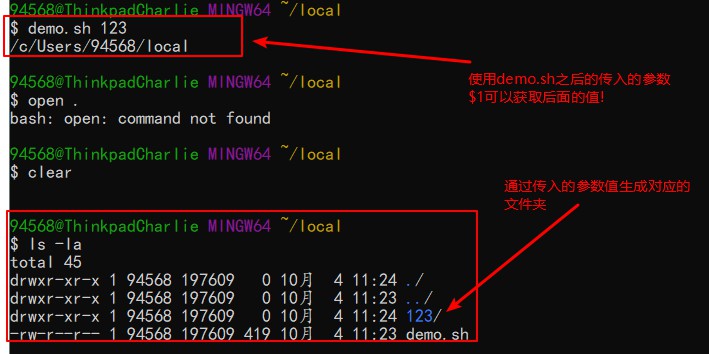 94568@ThinkpadCharlie MINGW64 ~/local
$ demo.sh 123
/c/Users/94568/local
使用demo.sh之后的传入的参数
$1可以获取后面的值!
94568@ThinkpadCharlie MINGW64 ~/local
$ open .
bash: open: command not found
94568@ThinkpadCharlie MINGW64 ~/local
$ clear
通过传入的参数值生成对应的
文件夹
94568@ThinkpadCharlie MINGW64 ~/local
$ ls -la
total 45
drwxr-xr-x 1 94568 197609   0 10月  4 11:24 ./
drwxr-xr-x 1 94568 197609   0 10月  4 11:23 ../
drwxr-xr-x 1 94568 197609   0 10月  4 11:24 123/
-rw-r--r-- 1 94568 197609 419 10月  4 11:23 demo.sh